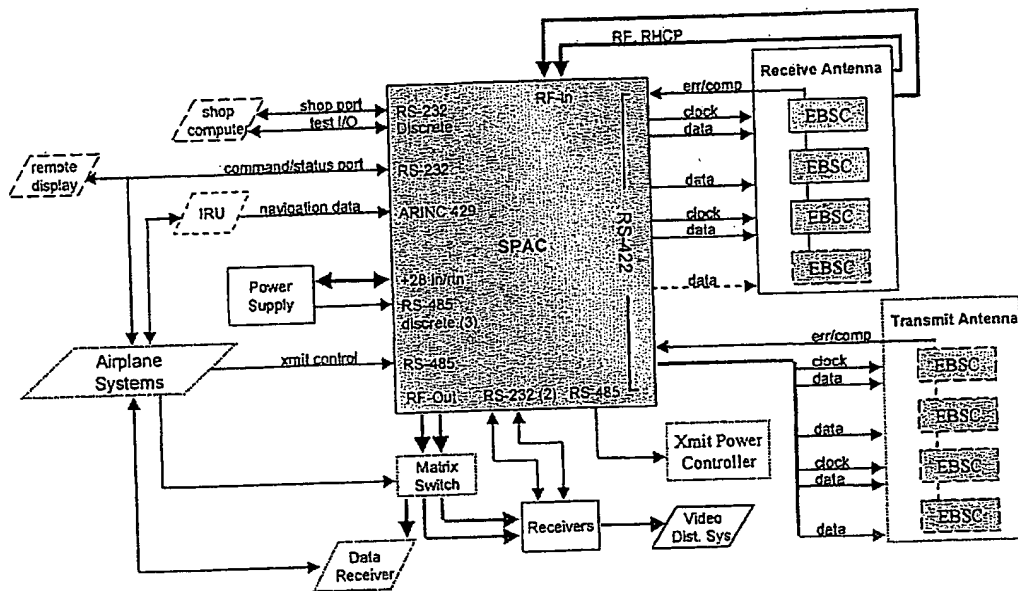 RF, RHCP
Receive Antenna
RF-In
err/comp
EBSC
clock
data
EBSC
data
EBSC
clock
data
EBSC
data
shop compute
shop port
test I/O
RS-232
Discrete
remote display
command/status port
RS-232
IRU
navigation data
ARINC 429
SPAC
RS-422
Power Supply
+28 In/rtn
RS-485
discrete (3)
Airplane Systems
xmit control
RS-485
RF-Out
RS-232 (2)
RS-485
Transmit Antenna
err/comp
EBSC
clock
data
EBSC
data
EBSC
clock
data
EBSC
data
Matrix Switch
Xmit Power Controller
Receivers
Video Dist. Sys
Data Receiver